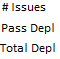 # Issues
Pass Depl
Total Depl